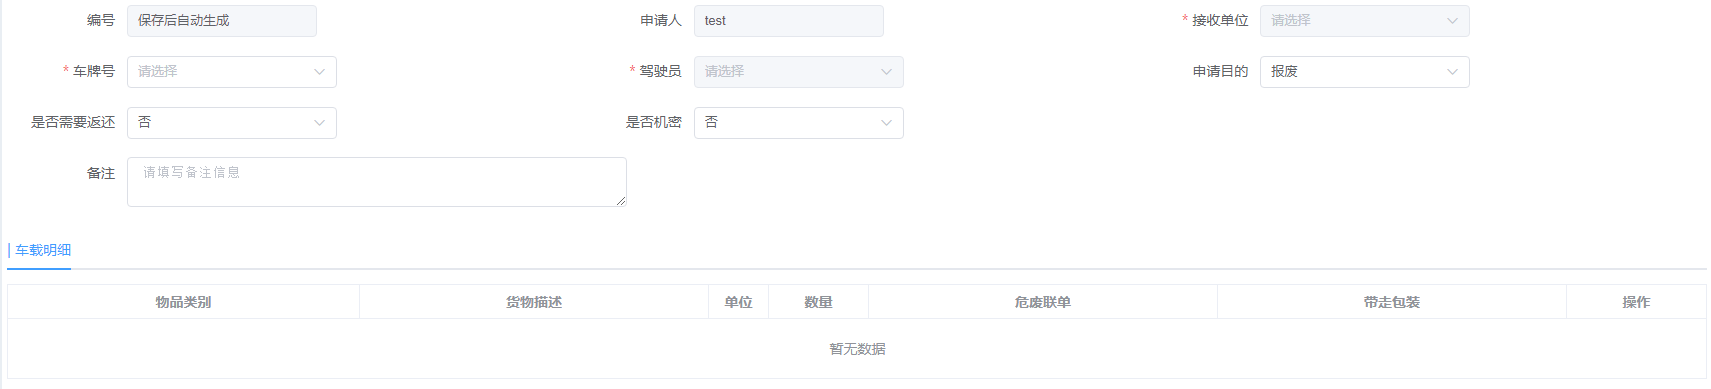 编号 保存后自动生成 申请人 test * 接收单位 请选择
* 车牌号 请选择 * 驾驶员 请选择 申请目的 报废
是否需要返还 否 是否机密 否
备注 请填写备注信息
车载明细
物品类别 货物描述 单位 数量 危废联单 带走包装 操作
暂无数据